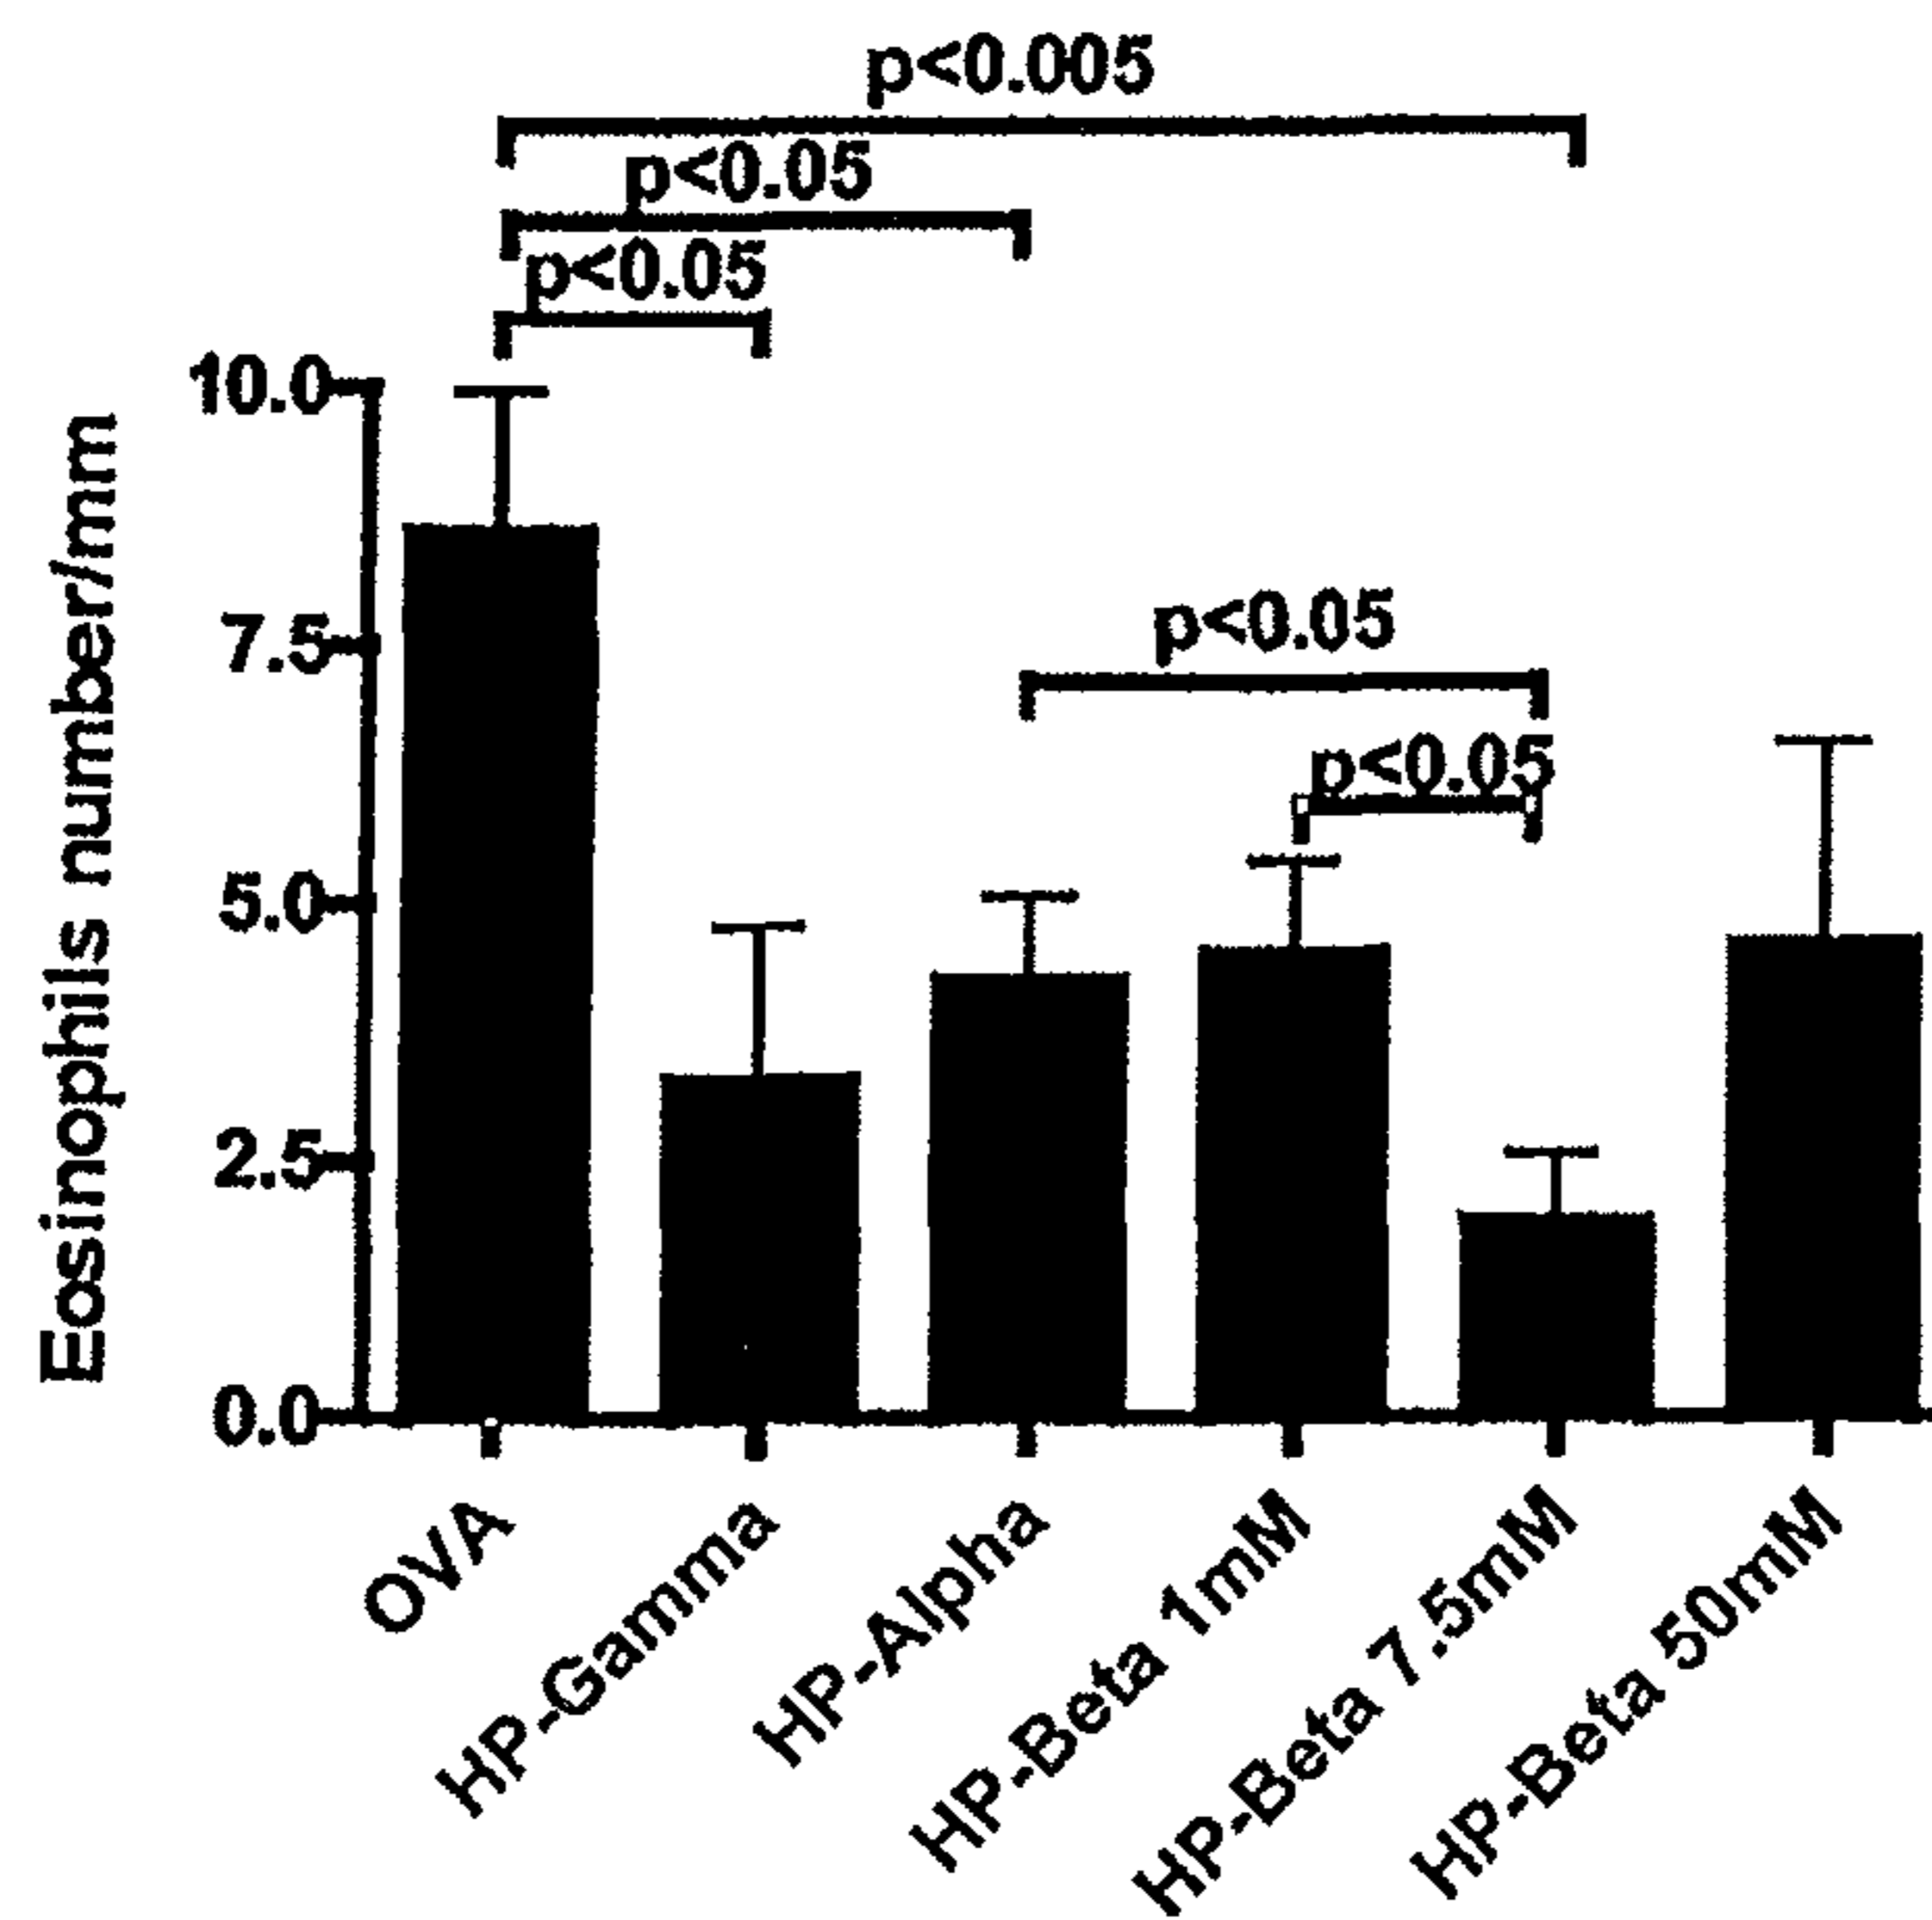 p<0.005
p<0.05
p<0.05
10.0
7.5
5.0
2.5
0.0
Eosinophils number/mm
p<0.05
p<0.05
OVA
HP-Gamma
HP-Alpha
HP-Beta 1mM
HP-Beta 7.5mM
HP-Beta 50mM